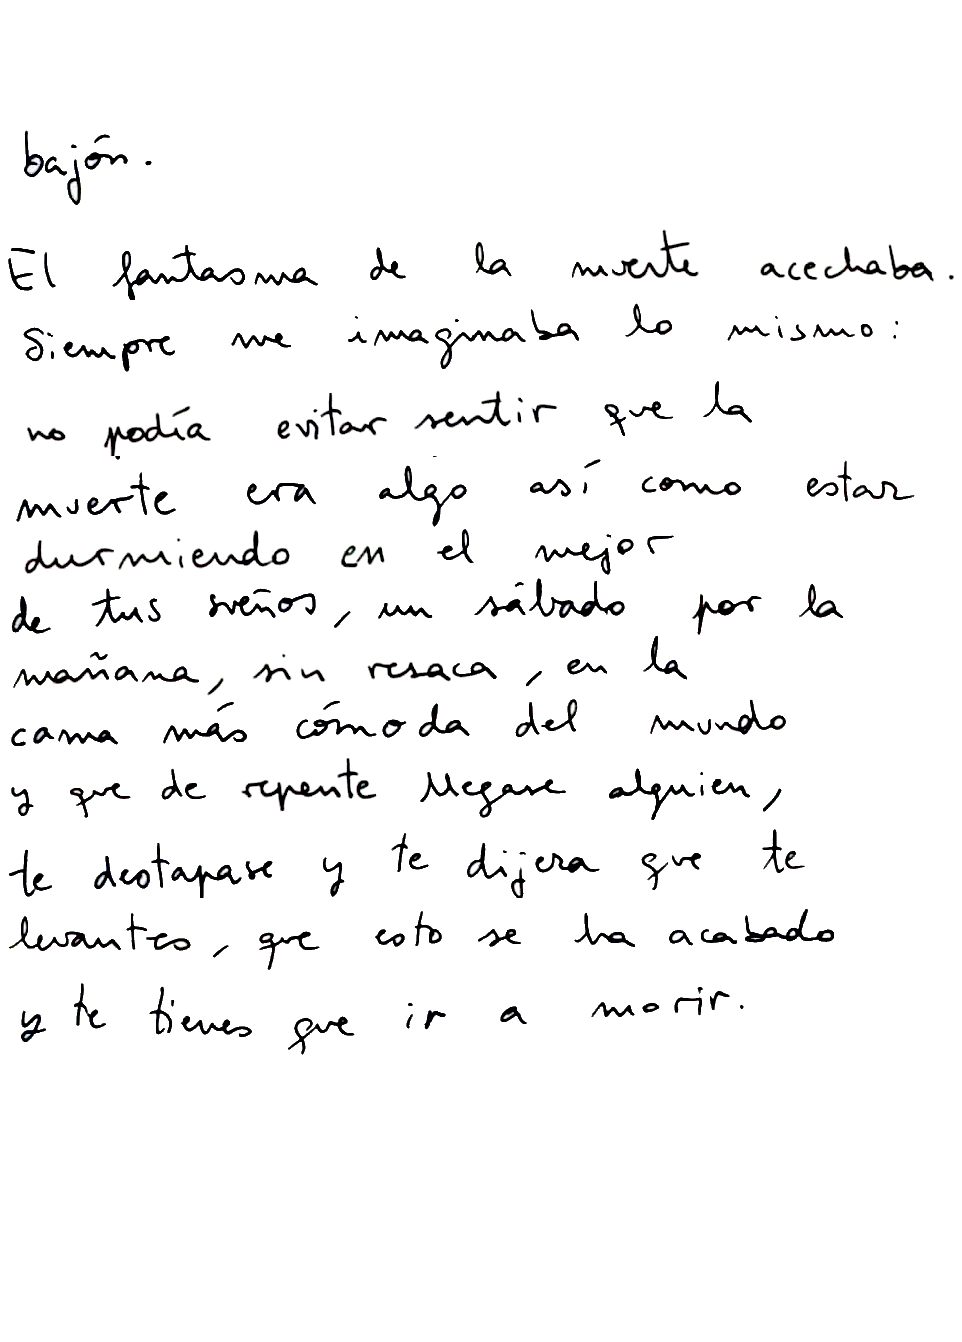 bajón.
El fantasma de la muerte acechaba.
Siempre me imaginaba lo mismo:
no podía evitar sentir que la
muerte era algo así como estar
durmiendo en el mejor
de tus sueños, un sábado por la
mañana, sin resaca, en la
cama más cómoda del mundo
y que de repente llegase alguien,
te destapase y te dijera que te
levantes, que esto se ha acabado
y te tienes que ir a morir.